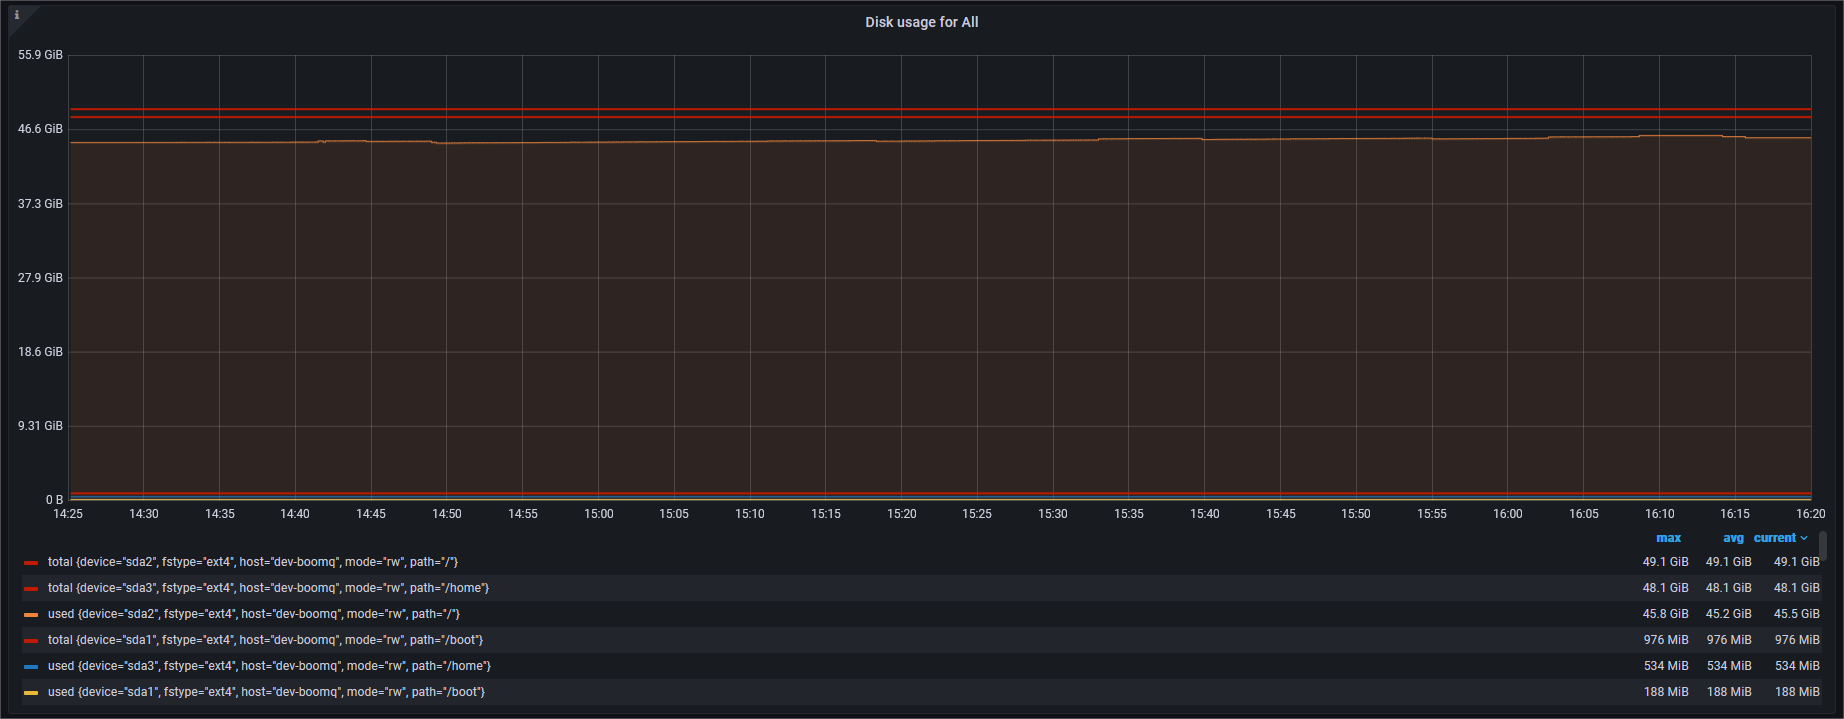 i
Disk usage for All
55.9 GiB
46.6 GiB
37.3 GiB
27.9 GiB
18.6 GiB
9.31 GiB
0 B
14:25 14:30 14:35 14:40 14:45 14:50 14:55 15:00 15:05 15:10 15:15 15:20 15:25 15:30 15:35 15:40 15:45 15:50 15:55 16:00 16:05 16:10 16:15 16:20
max avg current
total {device="sda2", fstype="ext4", host="dev-boomq", mode="rw", path="/"} 49.1 GiB 49.1 GiB 49.1 GiB
total {device="sda3", fstype="ext4", host="dev-boomq", mode="rw", path="/home"} 48.1 GiB 48.1 GiB 48.1 GiB
used {device="sda2", fstype="ext4", host="dev-boomq", mode="rw", path="/"} 45.8 GiB 45.2 GiB 45.5 GiB
total {device="sda1", fstype="ext4", host="dev-boomq", mode="rw", path="/boot"} 976 MiB 976 MiB 976 MiB
used {device="sda3", fstype="ext4", host="dev-boomq", mode="rw", path="/home"} 534 MiB 534 MiB 534 MiB
used {device="sda1", fstype="ext4", host="dev-boomq", mode="rw", path="/boot"} 188 MiB 188 MiB 188 MiB